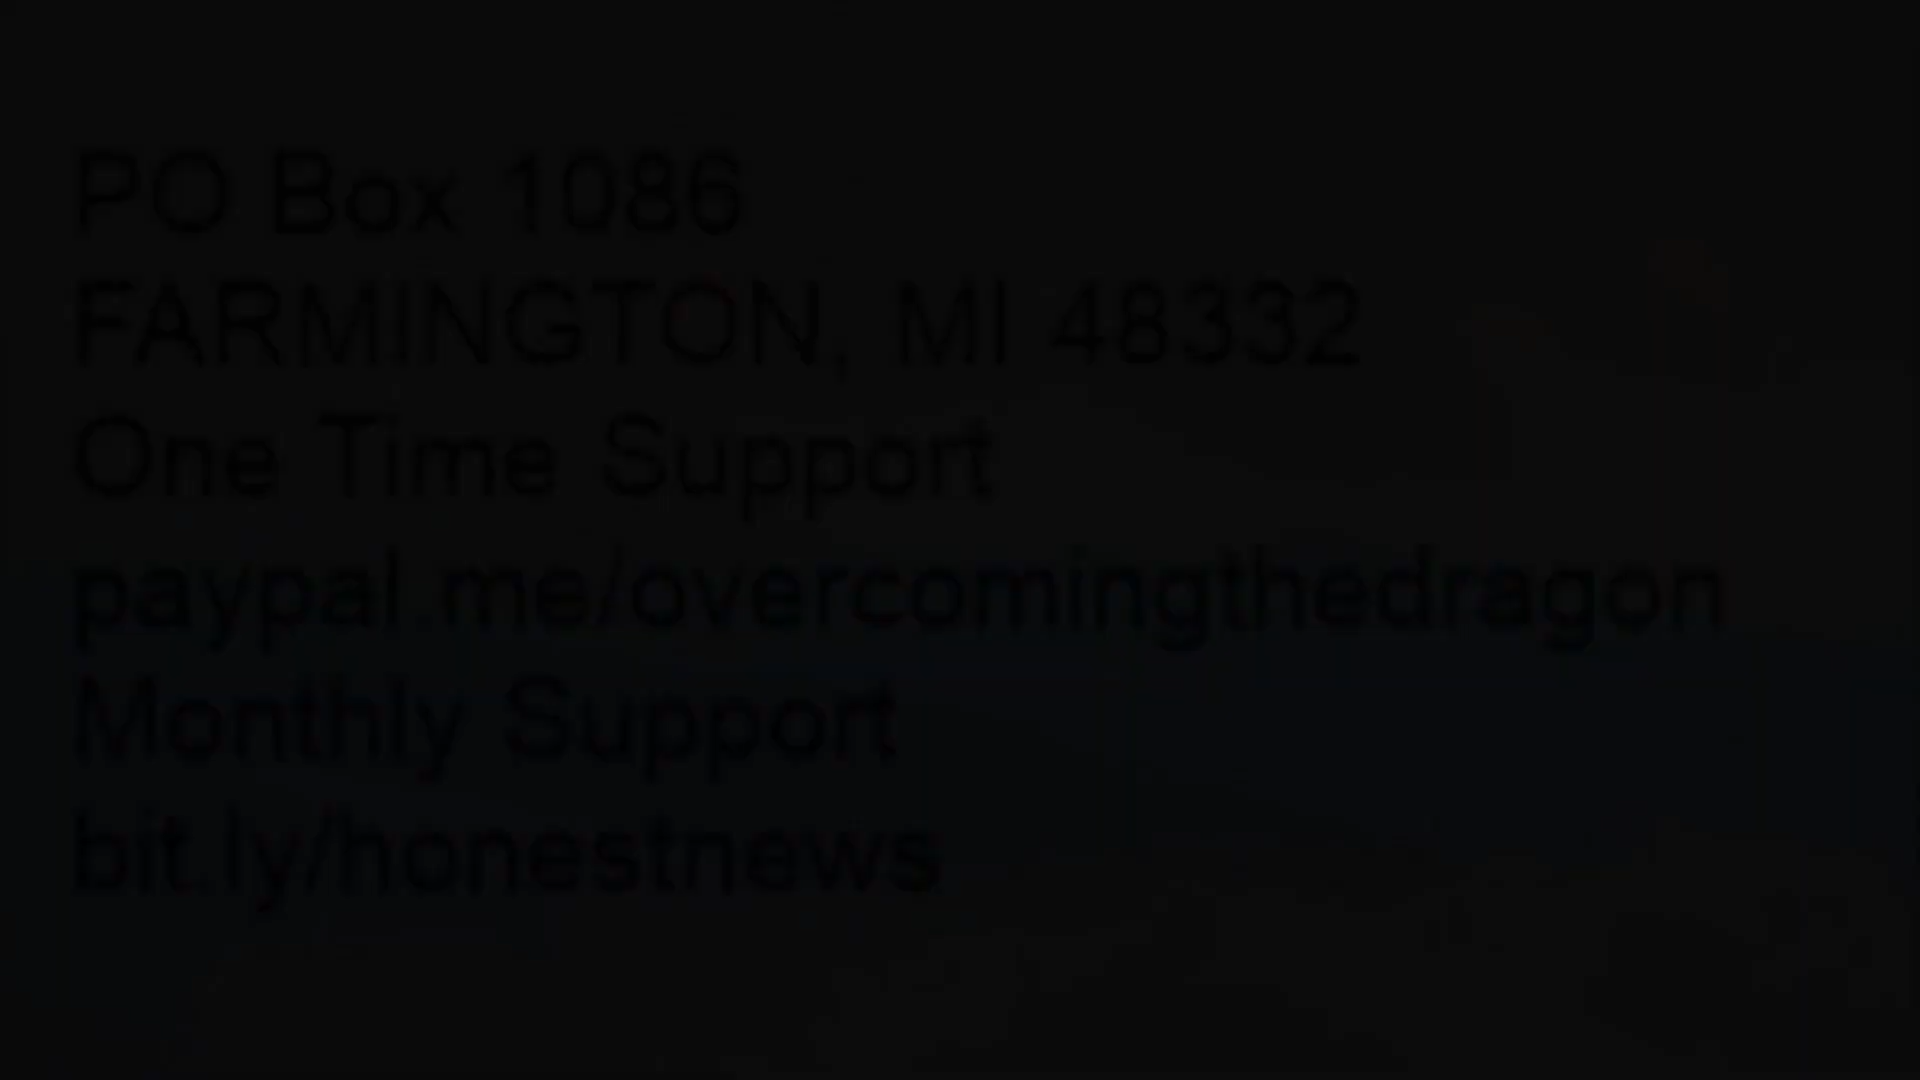 PO Box 1086
FARMINGTON, MI 48332
One Time Support
paypal.me/overcomingthedragon
Monthly Support
bit.ly/honestnews